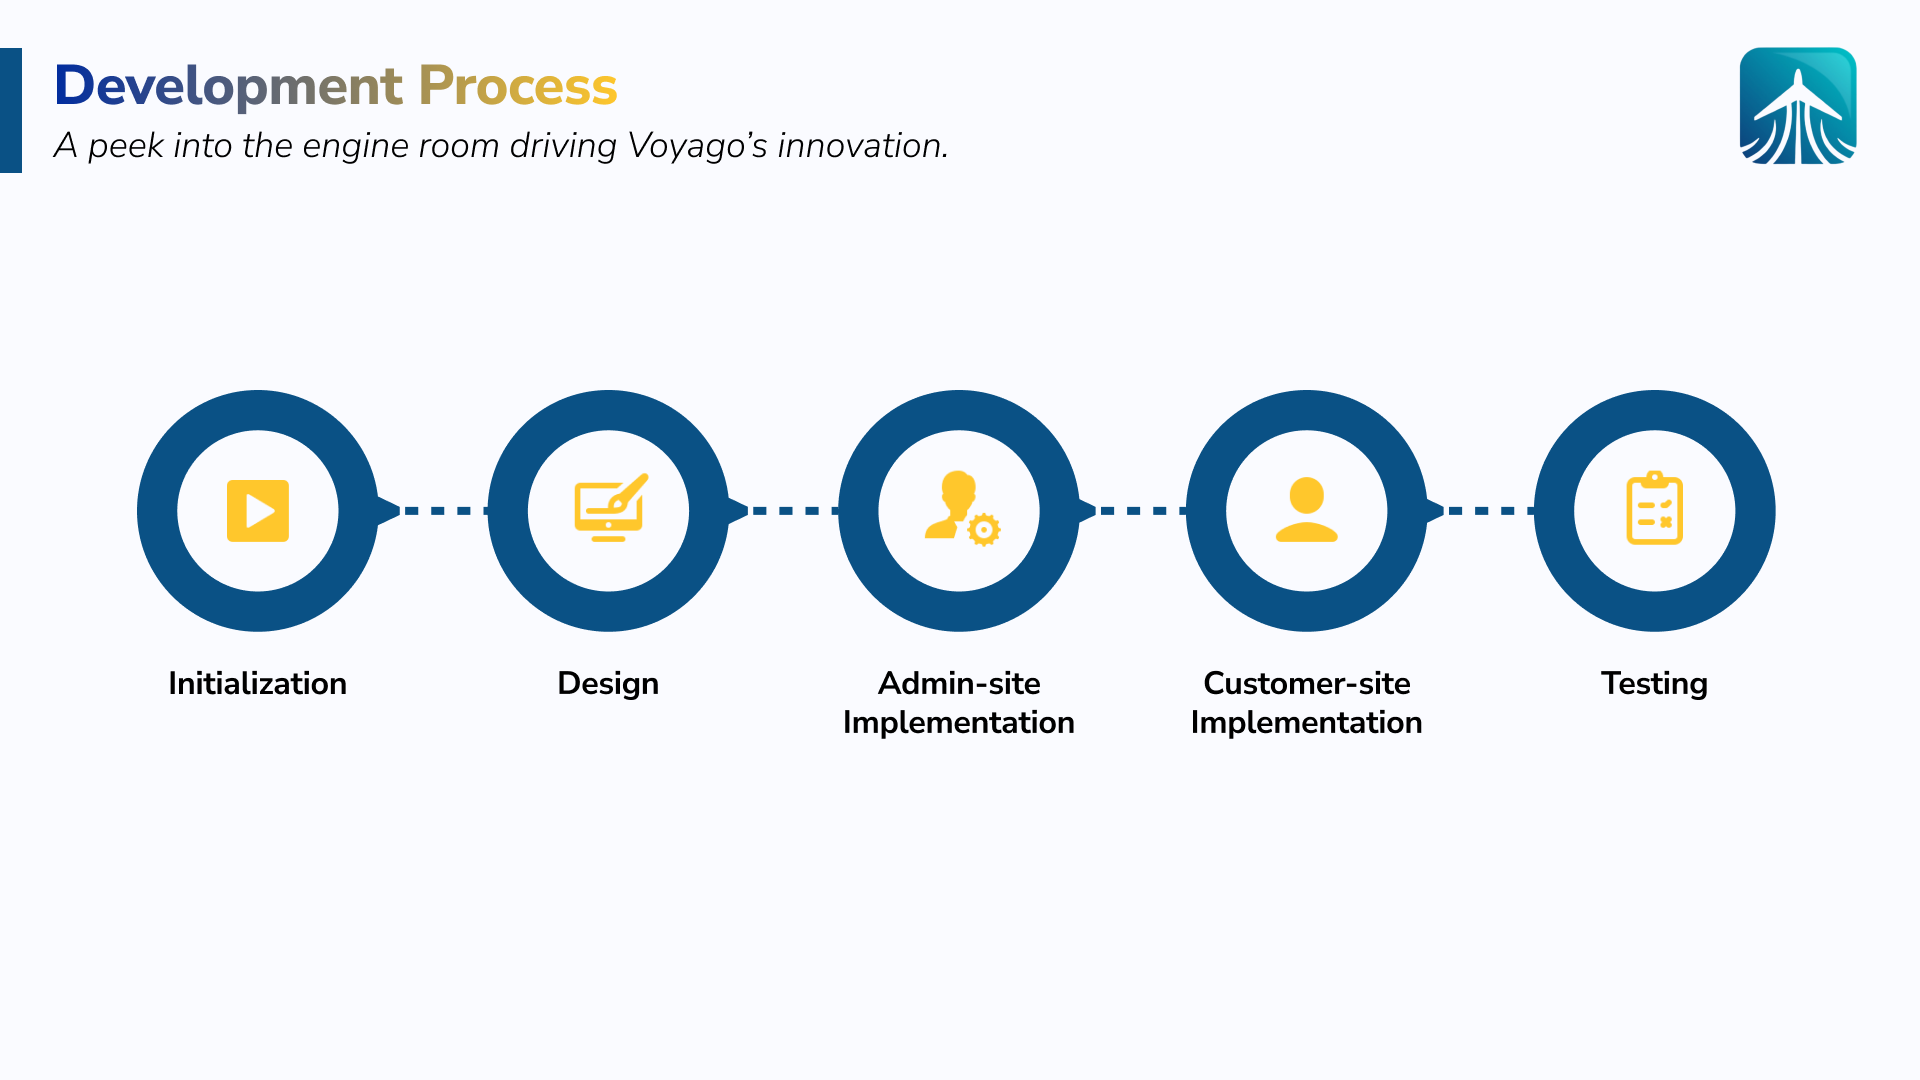 Development Process
A peek into the engine room driving Voyago’s innovation.
Initialization
Design
Admin-site
Implementation
Customer-site
Implementation
Testing